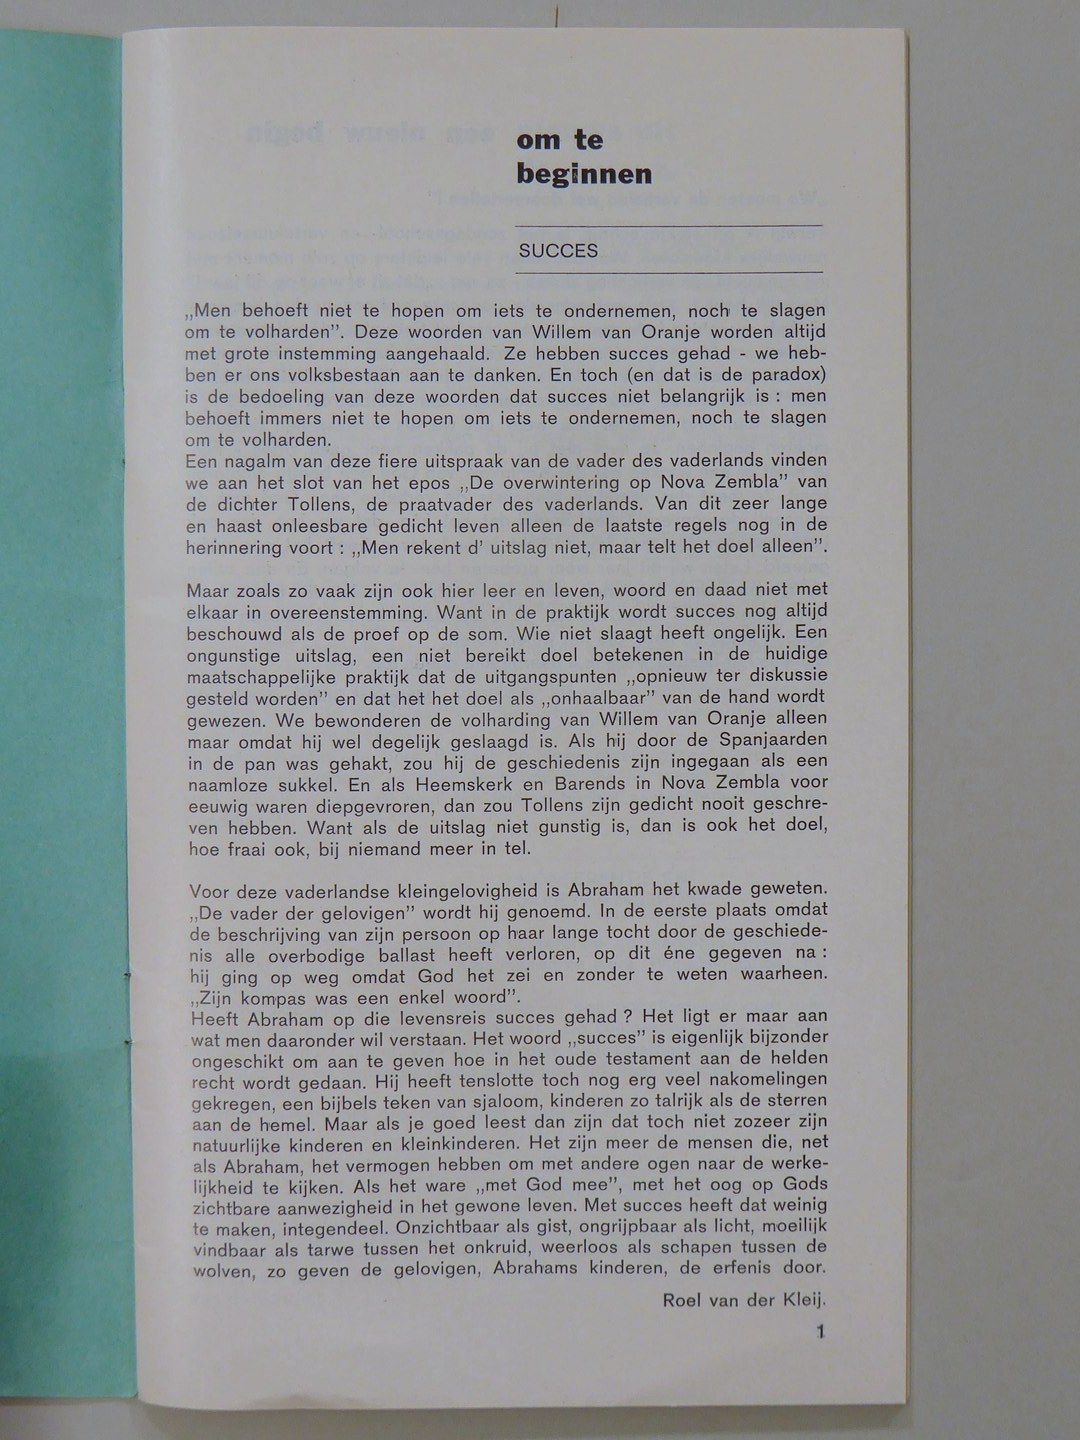 om te
beginnen
SUCCES
„Men behoeft niet te hopen om iets te ondernemen, noch te slagen
om te volharden”. Deze woorden van Willem van Oranje worden altijd
met grote instemming aangehaald. Ze hebben succes gehad - we heb-
ben er ons volksbestaan aan te danken. En toch (en dat is de paradox)
is de bedoeling van deze woorden dat succes niet belangrijk is : men
behoeft immers niet te hopen om iets te ondernemen, noch te slagen
om te volharden.
Een nagalm van deze fiere uitspraak van de vader des vaderlands vinden
we aan het slot van het epos „De overwintering op Nova Zembla” van
de dichter Tollens, de praatvader des vaderlands. Van dit zeer lange
en haast onleesbare gedicht leven alleen de laatste regels nog in de
herinnering voort : „Men rekent d' uitslag niet, maar telt het doel alleen”.
Maar zoals zo vaak zijn ook hier leer en leven, woord en daad niet met
elkaar in overeenstemming. Want in de praktijk wordt succes nog altijd
beschouwd als de proef op de som. Wie niet slaagt heeft ongelijk. Een
ongunstige uitslag, een niet bereikt doel betekenen in de huidige
maatschappelijke praktijk dat de uitgangspunten „opnieuw ter diskussie
gesteld worden” en dat het het doel als „onhaalbaar” van de hand wordt
gewezen. We bewonderen de volharding van Willem van Oranje alleen
maar omdat hij wel degelijk geslaagd is. Als hij door de Spanjaarden
in de pan was gehakt, zou hij de geschiedenis zijn ingegaan als een
naamloze sukkel. En als Heemskerk en Barends in Nova Zembla voor
eeuwig waren diepgevroren, dan zou Tollens zijn gedicht nooit geschre-
ven hebben. Want als de uitslag niet gunstig is, dan is ook het doel,
hoe fraai ook, bij niemand meer in tel.
Voor deze vaderlandse kleingelovigheid is Abraham het kwade geweten.
„De vader der gelovigen” wordt hij genoemd. In de eerste plaats omdat
de beschrijving van zijn persoon op haar lange tocht door de geschiede-
nis alle overbodige ballast heeft verloren, op dit éne gegeven na :
hij ging op weg omdat God het zei en zonder te weten waarheen.
„Zijn kompas was een enkel woord”.
Heeft Abraham op die levensreis succes gehad ? Het ligt er maar aan
wat men daaronder wil verstaan. Het woord „succes” is eigenlijk bijzonder
ongeschikt om aan te geven hoe in het oude testament aan de helden
recht wordt gedaan. Hij heeft tenslotte toch nog erg veel nakomelingen
gekregen, een bijbels teken van sjaloom, kinderen zo talrijk als de sterren
aan de hemel. Maar als je goed leest dan zijn dat toch niet zozeer zijn
natuurlijke kinderen en kleinkinderen. Het zijn meer de mensen die, net
als Abraham, het vermogen hebben om met andere ogen naar de werke-
lijkheid te kijken. Als het ware „met God mee”, met het oog op Gods
zichtbare aanwezigheid in het gewone leven. Met succes heeft dat weinig
te maken, integendeel. Onzichtbaar als gist, ongrijpbaar als licht, moeilijk
vindbaar als tarwe tussen het onkruid, weerloos als schapen tussen de
wolven, zo geven de gelovigen, Abrahams kinderen, de erfenis door.
Roel van der Kleij.
1